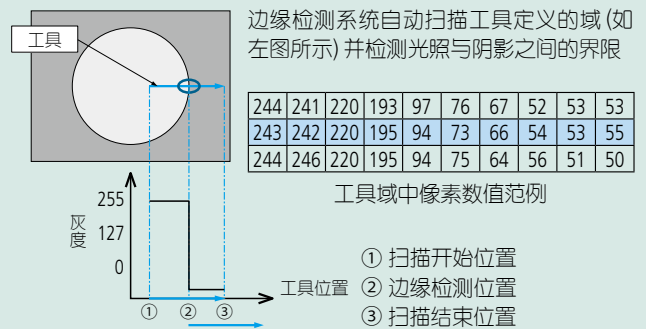 工具
边缘检测系统自动扫描工具定义的域(如
左图所示)并检测光照与阴影之间的界限
244 241 220 193 97 76 67 52 53 53
243 242 220 195 94 73 66 54 53 55
244 246 220 195 94 75 64 56 51 50
工具域中像素数值范例
灰度
255
127
0
工具位置
① ② ③
① 扫描开始位置
② 边缘检测位置
③ 扫描结束位置